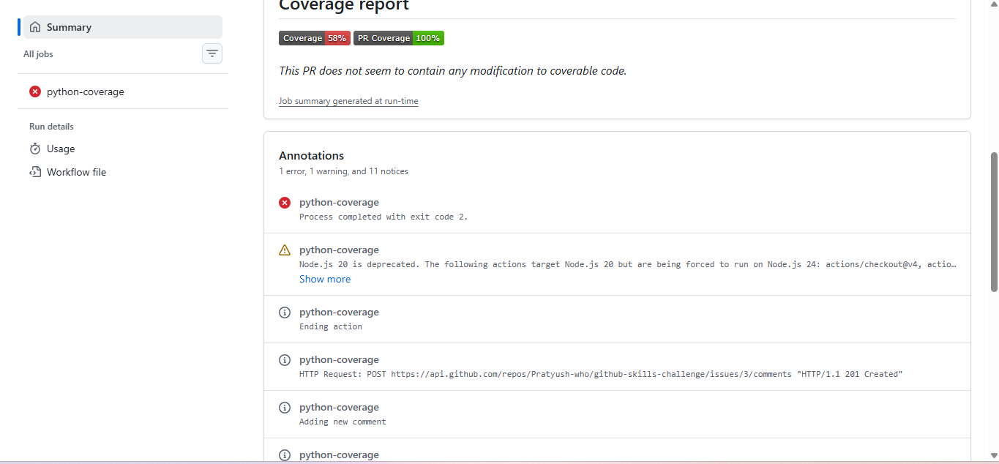 Summary
All jobs
python-coverage
Run details
Usage
Workflow file
Coverage report
Coverage 58% PR Coverage 100%
This PR does not seem to contain any modification to coverable code.
Job summary generated at run-time
Annotations
1 error, 1 warning, and 11 notices
python-coverage
Process completed with exit code 2.
python-coverage
Node.js 20 is deprecated. The following actions target Node.js 20 but are being forced to run on Node.js 24: actions/checkout@v4, actio…
Show more
python-coverage
Ending action
python-coverage
HTTP Request: POST https://api.github.com/repos/Pratyush-who/github-skills-challenge/issues/3/comments "HTTP/1.1 201 Created"
python-coverage
Adding new comment
python-coverage